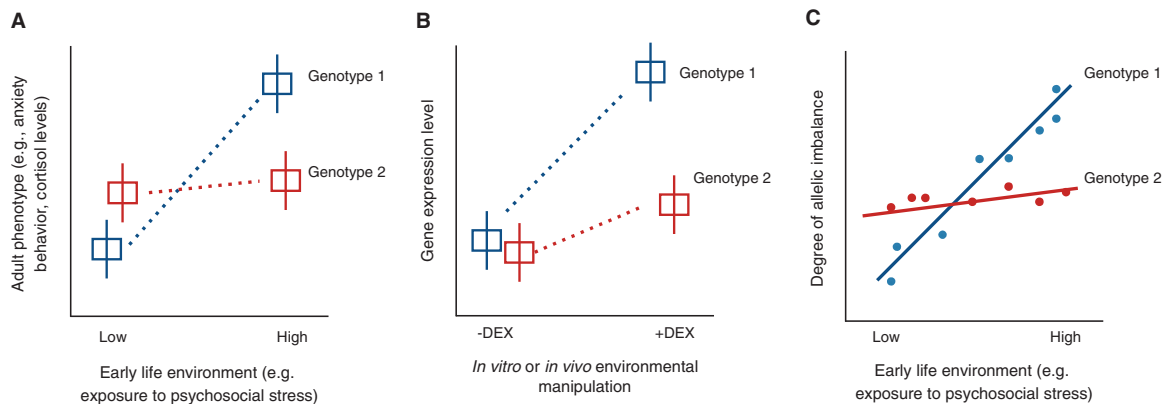 A
Adult phenotype (e.g., anxiety
behavior, cortisol levels)
Genotype 1
Genotype 2
Low
High
Early life environment (e.g.
exposure to psychosocial stress)
B
Gene expression level
Genotype 1
Genotype 2
-DEX
+DEX
In vitro or in vivo environmental
manipulation
C
Degree of allelic imbalance
Genotype 1
Genotype 2
Low
High
Early life environment (e.g.
exposure to psychosocial stress)